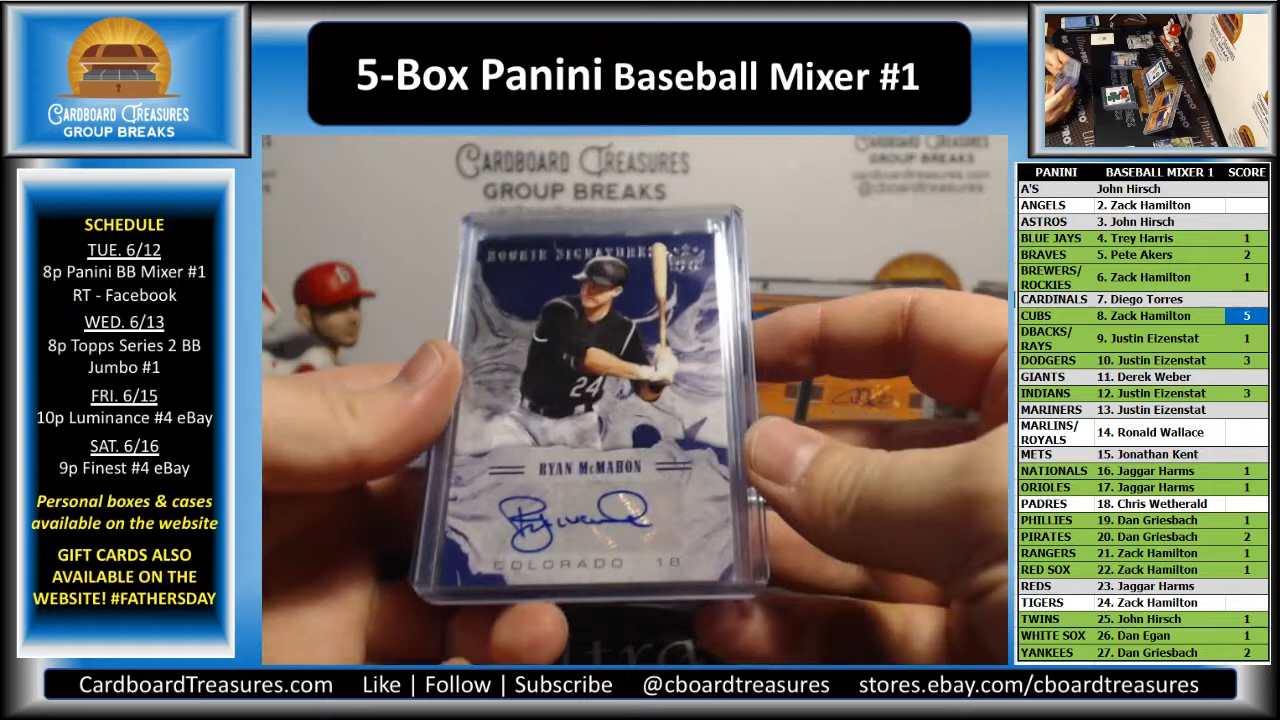 5-Box Panini Baseball Mixer #1
CARDBOARD TREASURES
GROUP BREAKS
SCHEDULE
TUE. 6/12
8p Panini BB Mixer #1
RT - Facebook
WED. 6/13
8p Topps Series 2 BB
Jumbo #1
FRI. 6/15
10p Luminance #4 eBay
SAT. 6/16
9p Finest #4 eBay
Personal boxes & cases
available on the website
GIFT CARDS ALSO
AVAILABLE ON THE
WEBSITE! #FATHERSDAY
CARDBOARD TREASURES
GROUP BREAKS
CARDBOARD TREASURES
GROUP BREAKS
cardboardtreasures.com
@cboardtreasures
ROOKIE SIGNATURES
24
RYAN McMAHON
COLORADO 18
PANINI BASEBALL MIXER 1 SCORE
A'S John Hirsch
ANGELS 2. Zack Hamilton
ASTROS 3. John Hirsch
BLUE JAYS 4. Trey Harris 1
BRAVES 5. Pete Akers 2
BREWERS/
ROCKIES 6. Zack Hamilton 1
CARDINALS 7. Diego Torres
CUBS 8. Zack Hamilton 5
DBACKS/
RAYS 9. Justin Eizenstat 1
DODGERS 10. Justin Eizenstat 3
GIANTS 11. Derek Weber
INDIANS 12. Justin Eizenstat 3
MARINERS 13. Justin Eizenstat
MARLINS/
ROYALS 14. Ronald Wallace
METS 15. Jonathan Kent
NATIONALS 16. Jaggar Harms 1
ORIOLES 17. Jaggar Harms 1
PADRES 18. Chris Wetherald
PHILLIES 19. Dan Griesbach 1
PIRATES 20. Dan Griesbach 2
RANGERS 21. Zack Hamilton 1
RED SOX 22. Zack Hamilton 1
REDS 23. Jaggar Harms
TIGERS 24. Zack Hamilton
TWINS 25. John Hirsch 1
WHITE SOX 26. Dan Egan 1
YANKEES 27. Dan Griesbach 2
CardboardTreasures.com Like | Follow | Subscribe @cboardtreasures stores.ebay.com/cboardtreasures